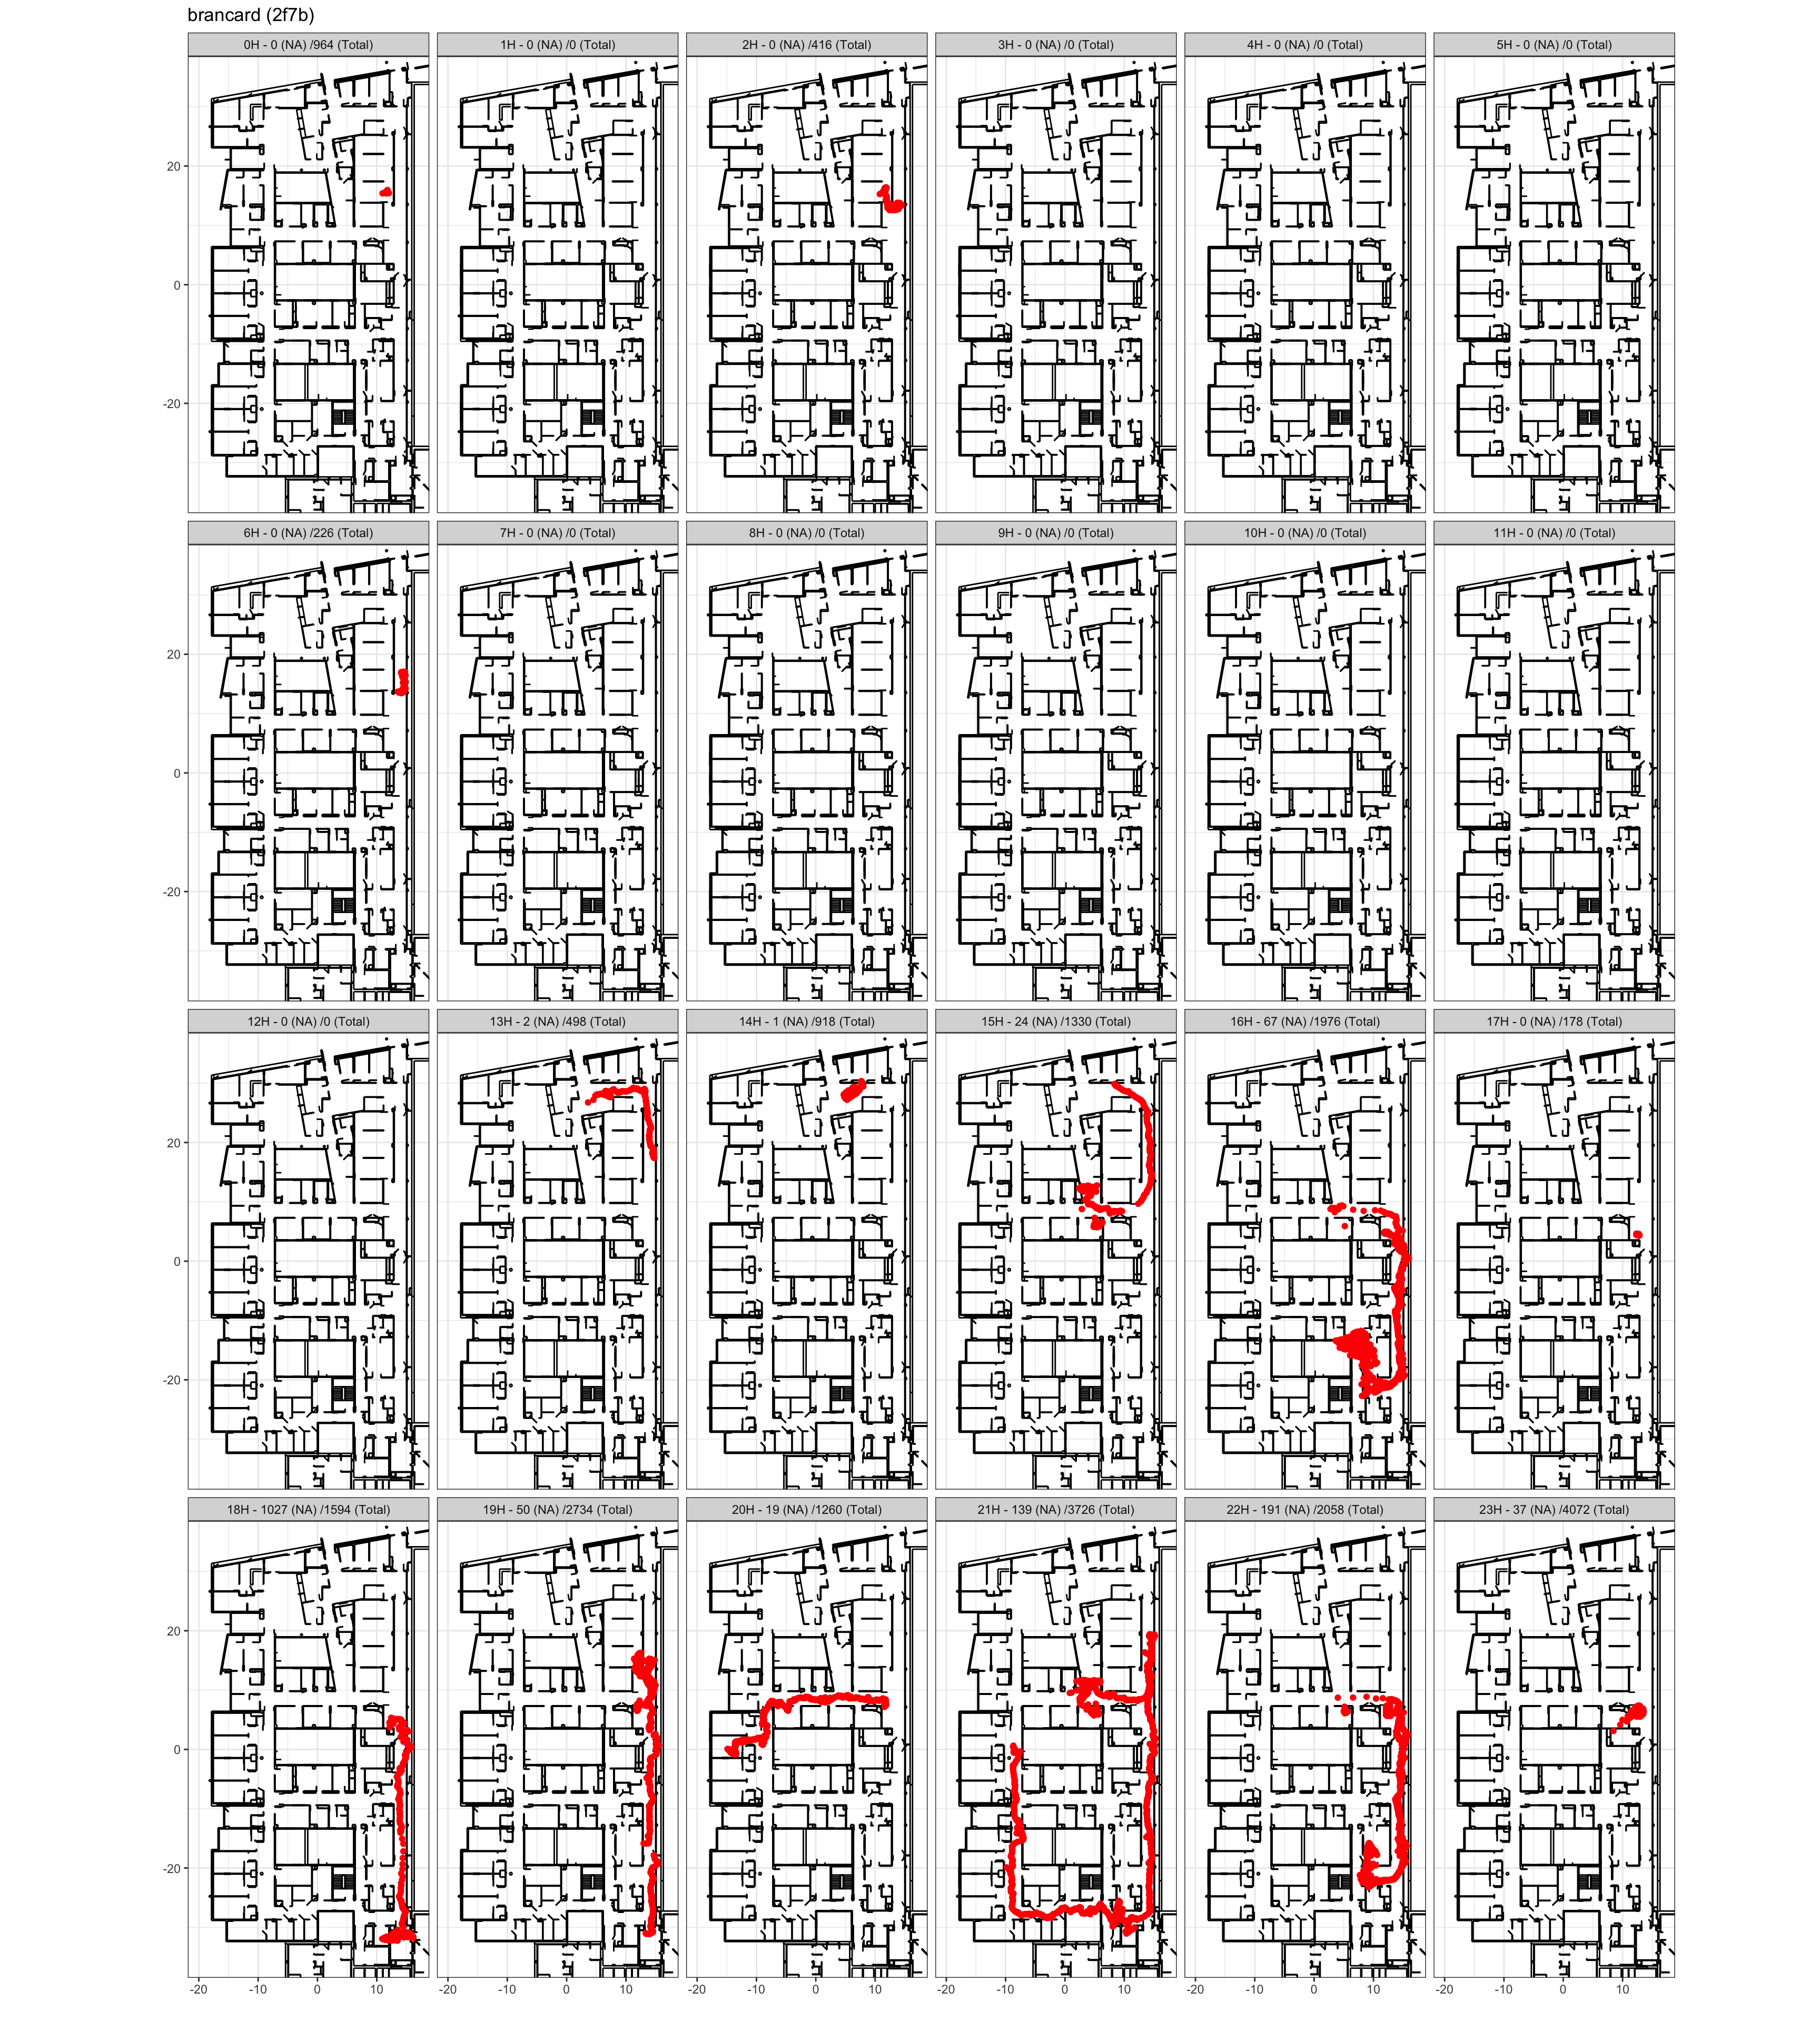 brancard (2f7b)
0H - 0 (NA) /964 (Total) 1H - 0 (NA) /0 (Total) 2H - 0 (NA) /416 (Total) 3H - 0 (NA) /0 (Total) 4H - 0 (NA) /0 (Total) 5H - 0 (NA) /0 (Total)
20
0
-20
6H - 0 (NA) /226 (Total) 7H - 0 (NA) /0 (Total) 8H - 0 (NA) /0 (Total) 9H - 0 (NA) /0 (Total) 10H - 0 (NA) /0 (Total) 11H - 0 (NA) /0 (Total)
20
0
-20
12H - 0 (NA) /0 (Total) 13H - 2 (NA) /498 (Total) 14H - 1 (NA) /918 (Total) 15H - 24 (NA) /1330 (Total) 16H - 67 (NA) /1976 (Total) 17H - 0 (NA) /178 (Total)
20
0
-20
18H - 1027 (NA) /1594 (Total) 19H - 50 (NA) /2734 (Total) 20H - 19 (NA) /1260 (Total) 21H - 139 (NA) /3726 (Total) 22H - 191 (NA) /2058 (Total) 23H - 37 (NA) /4072 (Total)
20
0
-20
-20 -10 0 10 -20 -10 0 10 -20 -10 0 10 -20 -10 0 10 -20 -10 0 10 -20 -10 0 10